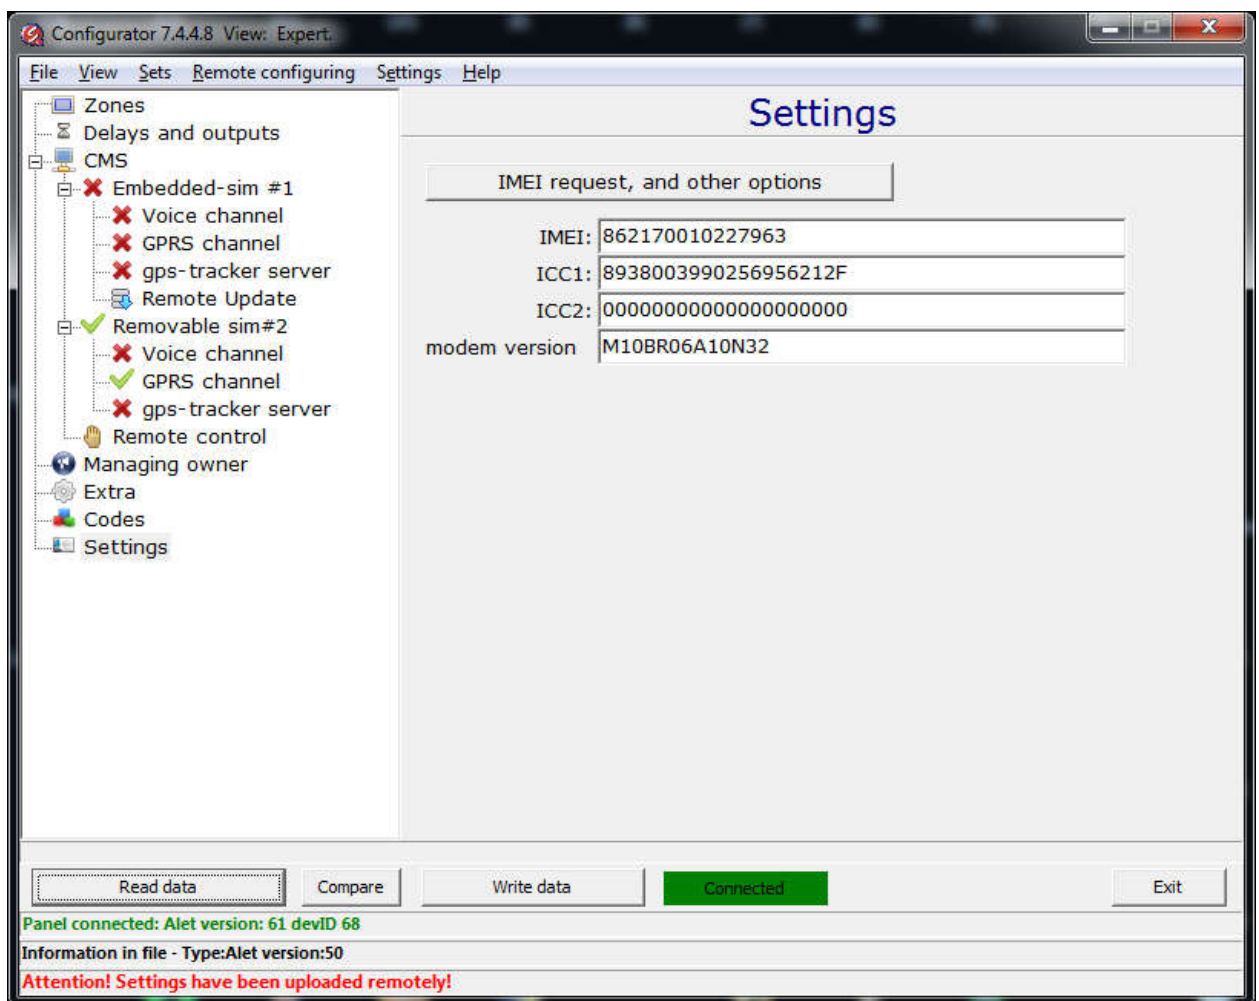 Configurator 7.4.4.8 View: Expert.
File View Sets Remote configuring Settings Help
Zones
Delays and outputs
CMS
Embedded-sim #1
Voice channel
GPRS channel
gps-tracker server
Remote Update
Removable sim#2
Voice channel
GPRS channel
gps-tracker server
Remote control
Managing owner
Extra
Codes
Settings
Settings
IMEI request, and other options
IMEI: 862170010227963
ICC1: 8938003990256956212F
ICC2: 00000000000000000000
modem version M10BR06A10N32
Read data Compare Write data Connected Exit
Panel connected: Alet version: 61 devID 68
Information in file - Type:Alet version:50
Attention! Settings have been uploaded remotely!